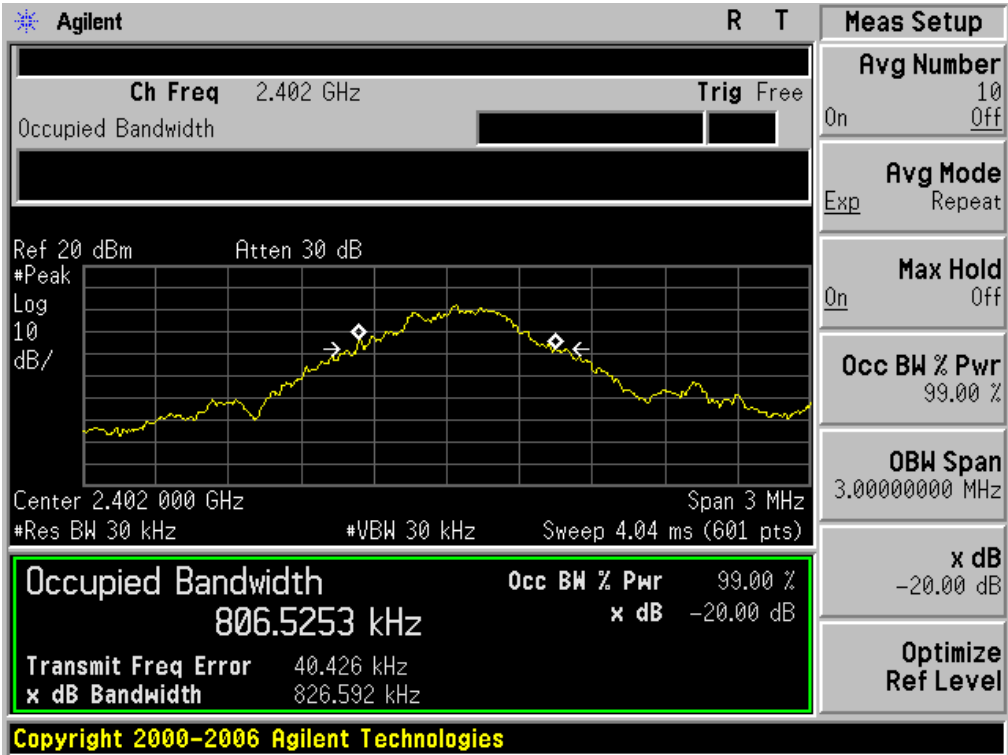 Agilent R T
Ch Freq 2.402 GHz Trig Free
Occupied Bandwidth
Ref 20 dBm Atten 30 dB
#Peak
Log
10
dB/
Center 2.402 000 GHz Span 3 MHz
#Res BW 30 kHz #VBW 30 kHz Sweep 4.04 ms (601 pts)
Occupied Bandwidth
806.5253 kHz
Occ BW % Pwr 99.00 %
x dB -20.00 dB
Transmit Freq Error 40.426 kHz
x dB Bandwidth 826.592 kHz
Copyright 2000-2006 Agilent Technologies
Meas Setup
Avg Number
10
On Off
Avg Mode
Exp Repeat
Max Hold
On Off
Occ BW % Pwr
99.00 %
OBW Span
3.00000000 MHz
x dB
-20.00 dB
Optimize
Ref Level